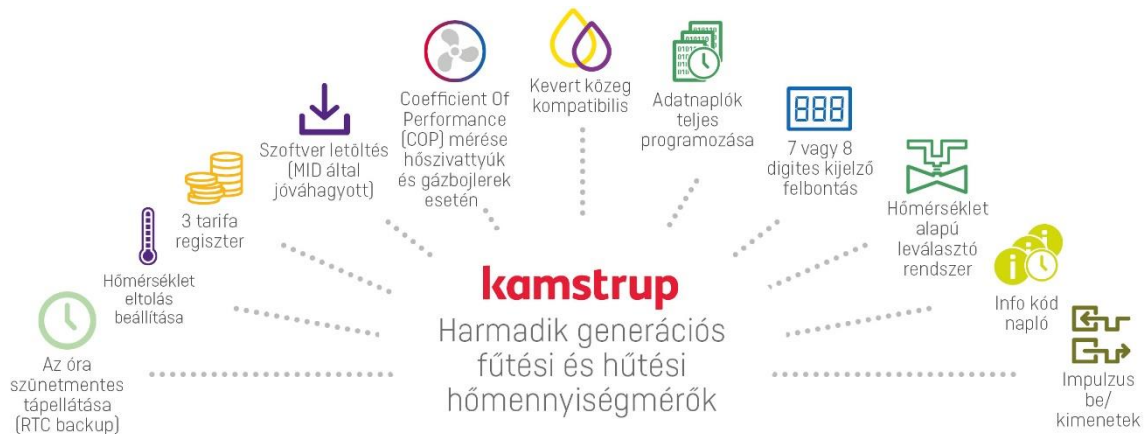 Az óra
szünetmentes
tápellátása
(RTC backup)
Hőmérséklet
eltolás
beállítása
3 tarifa
regiszter
Szoftver letöltés
(MID által
jóváhagyott)
Coefficient Of
Performance
(COP) mérése
hőszivattyúk
és gázbojlerek
esetén
Kevert közeg
kompatibilis
Adatnaplók
teljes
programozása
888
7 vagy 8
digites kijelző
felbontás
Hőmérséklet
alapú
leválasztó
rendszer
Info kód
napló
Impulzus
be/
kimenetek
kamstrup
Harmadik generációs
fűtési és hűtési
hőmennyiségmérők